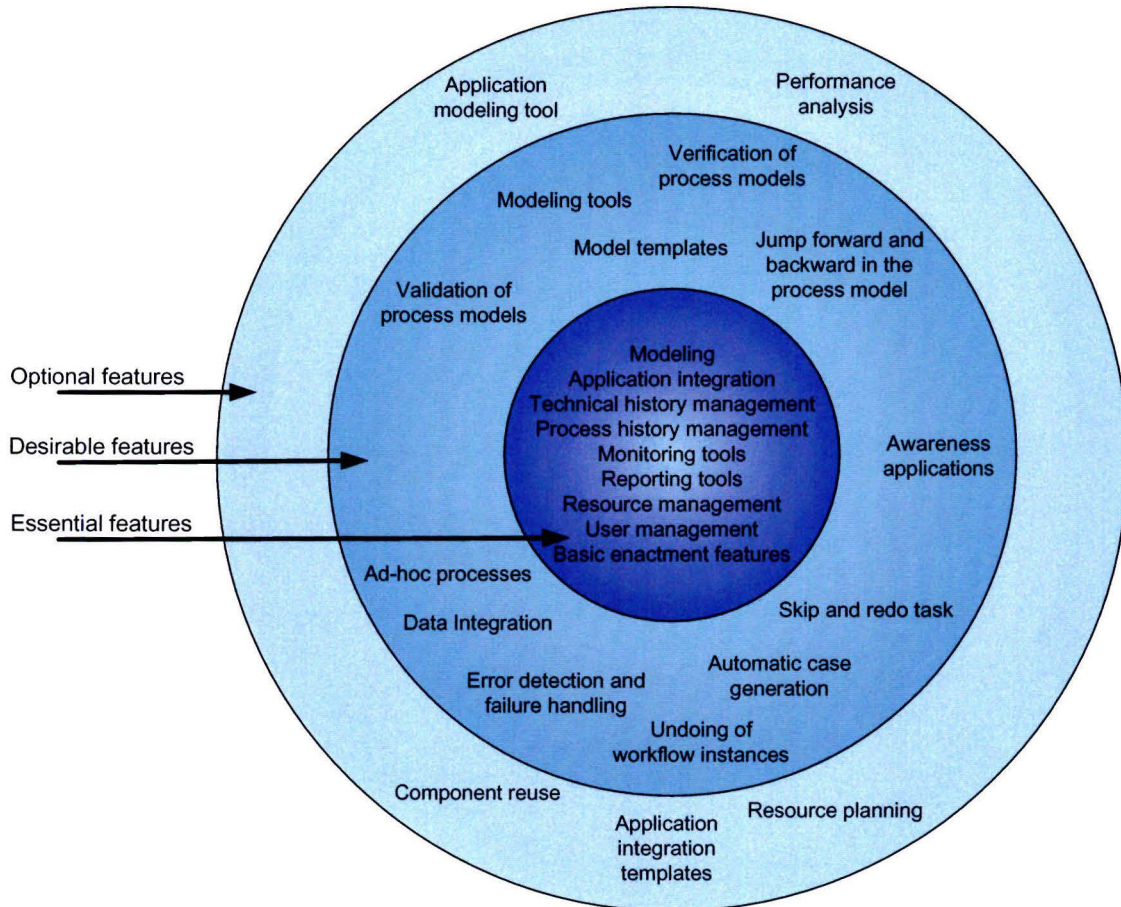 Application
modeling tool
Performance
analysis
Verification of
process models
Modeling tools
Model templates
Jump forward and
backward in the
process model
Validation of
process models
Optional features
Desirable features
Essential features
Modeling
Application integration
Technical history management
Process history management
Monitoring tools
Reporting tools
Resource management
User management
Basic enactment features
Awareness
applications
Ad-hoc processes
Data Integration
Skip and redo task
Error detection and
failure handling
Automatic case
generation
Undoing of
workflow instances
Component reuse
Application
integration
templates
Resource planning